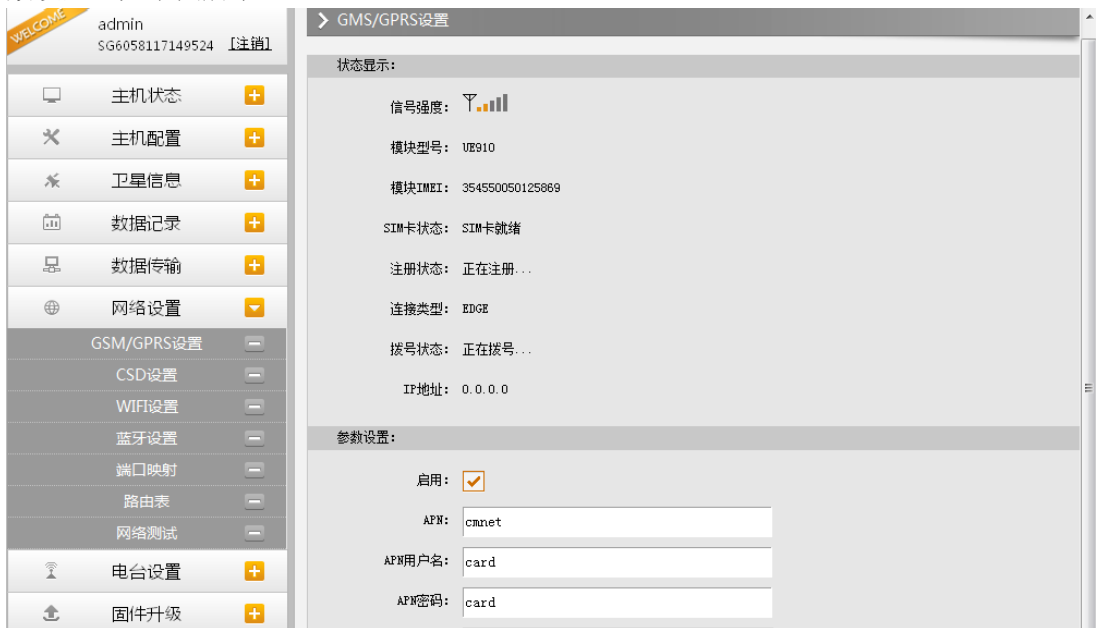 WELCOME
admin
SG6058117149524 [注销]
主机状态
主机配置
卫星信息
数据记录
数据传输
网络设置
GSM/GPRS设置
CSD设置
WIFI设置
蓝牙设置
端口映射
路由表
网络测试
电台设置
固件升级
GMS/GPRS设置
状态显示:
信号强度:
模块型号: UE910
模块IMEI: 354550050125869
SIM卡状态: SIM卡就绪
注册状态: 正在注册...
连接类型: EDGE
拨号状态: 正在拨号...
IP地址: 0.0.0.0
参数设置:
启用:
APN: cmnet
APN用户名: card
APN密码: card